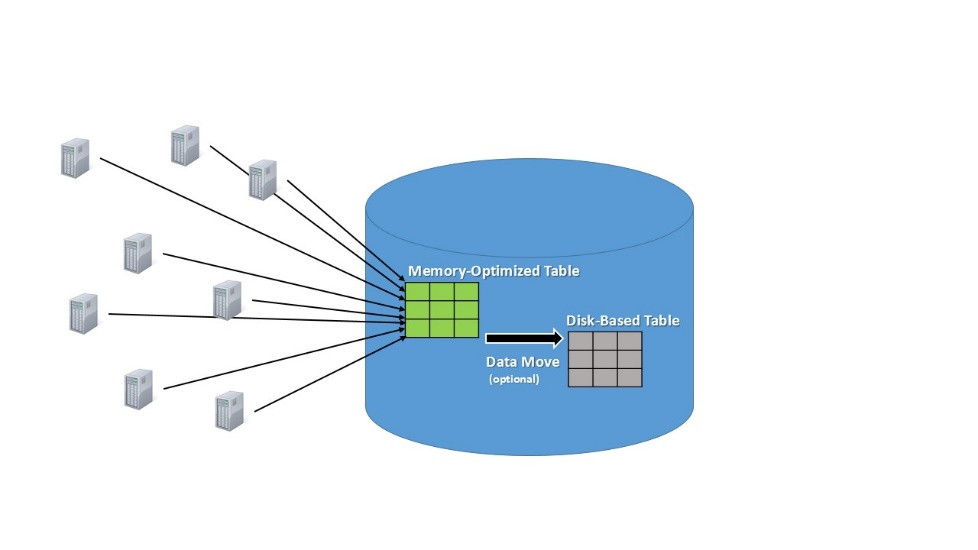 Memory-Optimized Table
Disk-Based Table
Data Move
(optional)